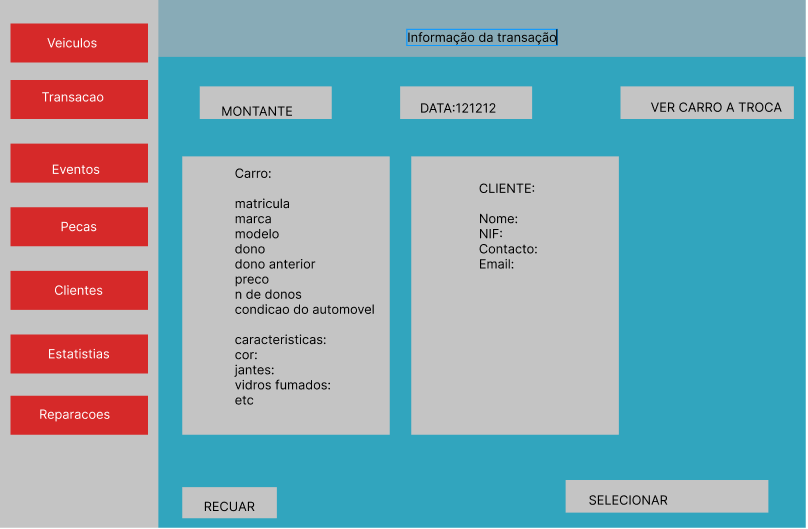 Informação da transação
Veiculos
Transacao
Eventos
Pecas
Clientes
Estatistias
Reparacoes
MONTANTE
DATA:121212
VER CARRO A TROCA
Carro:
matricula
marca
modelo
dono
dono anterior
preco
n de donos
condicao do automovel
caracteristicas:
cor:
jantes:
vidros fumados:
etc
CLIENTE:
Nome:
NIF:
Contacto:
Email:
RECUAR
SELECIONAR